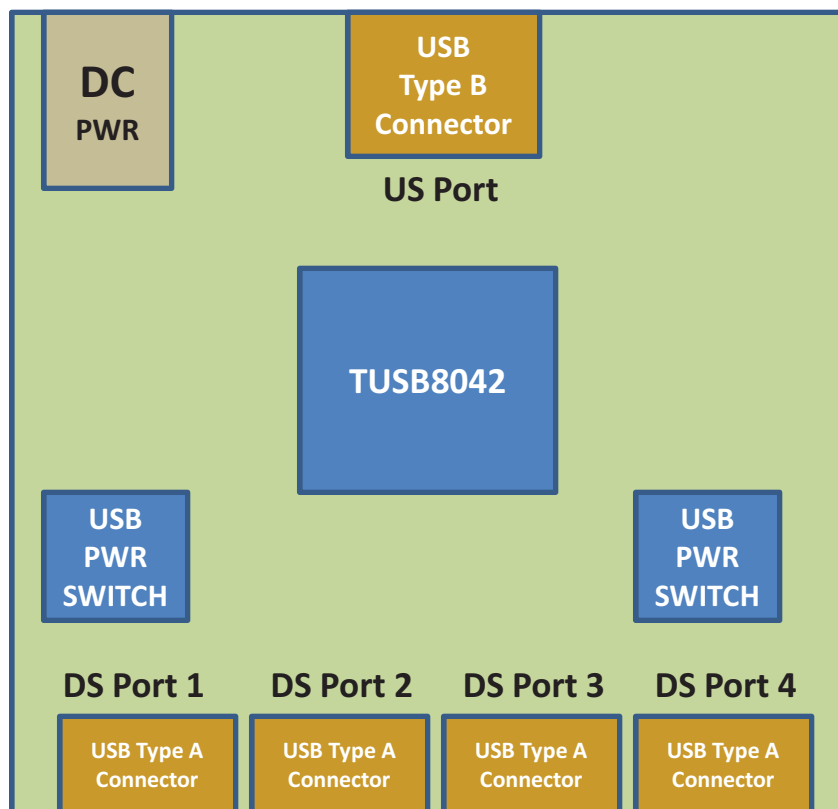 DC
PWR
USB
Type B
Connector
US Port
TUSB8042
USB
PWR
SWITCH
USB
PWR
SWITCH
DS Port 1
DS Port 2
DS Port 3
DS Port 4
USB Type A
Connector
USB Type A
Connector
USB Type A
Connector
USB Type A
Connector